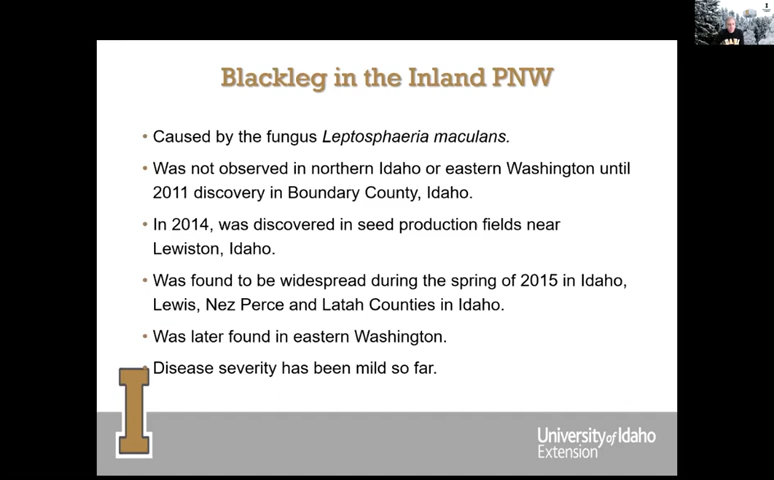 Blackleg in the Inland PNW
• Caused by the fungus Leptosphaeria maculans.
• Was not observed in northern Idaho or eastern Washington until
2011 discovery in Boundary County, Idaho.
• In 2014, was discovered in seed production fields near
Lewiston, Idaho.
• Was found to be widespread during the spring of 2015 in Idaho,
Lewis, Nez Perce and Latah Counties in Idaho.
• Was later found in eastern Washington.
• Disease severity has been mild so far.
I
University of Idaho
Extension